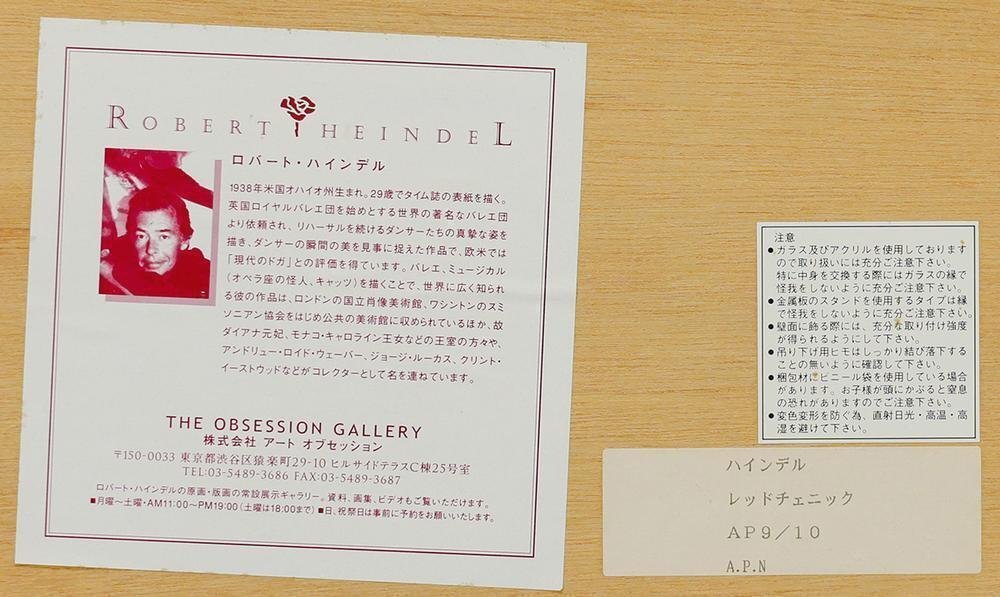 ROBERT HEINDEL
ロバート・ハインデル
1938年米国オハイオ州生まれ。29歳でタイム誌の表紙を描く。
英国ロイヤルバレエ団を始めとする世界の著名なバレエ団
より依頼され、リハーサルを続けるダンサーたちの真摯な姿を
描き、ダンサーの瞬間の美を見事に捉えた作品で、欧米では
「現代のドガ」との評価を得ています。バレエ、ミュージカル
(オペラ座の怪人、キャッツ)を描くことで、世界に広く知られ
る彼の作品は、ロンドンの国立肖像美術館、ワシントンのスミ
ソニアン協会をはじめ公共の美術館に収められているほか、故
ダイアナ元妃、モナコ・キャロライン王女などの王室の方々や、
アンドリュー・ロイド・ウェーバー、ジョージ・ルーカス、クリント・
イーストウッドなどがコレクターとして名を連ねています。
THE OBSESSION GALLERY
株式会社 アート オブセッション
〒150-0033 東京都渋谷区猿楽町29-10 ヒルサイドテラスC棟25号室
TEL:03-5489-3686 FAX:03-5489-3687
ロバート・ハインデルの原画・版画の常設展示ギャラリー。資料、画集、ビデオもご覧いただけます。
■月曜〜土曜・AM11:00〜PM19:00(土曜は18:00まで)■日、祝祭日は事前に予約をお願いいたします。
注意
●ガラス及びアクリルを使用しております
ので取り扱いには充分ご注意下さい。
特に中身を交換する際にはガラスの縁で
怪我をしないように充分ご注意下さい。
●金属板のスタンドを使用するタイプは縁
で怪我をしないように充分ご注意下さい。
●壁面に飾る際には、充分な取り付け強度
が得られるようにして下さい。
●吊り下げ用ヒモはしっかり結び落下する
ことの無いように確認して下さい。
●梱包材にビニール袋を使用している場合
があります。お子様が頭にかぶると窒息
の恐れがありますのでご注意下さい。
●変色変形を防ぐ為、直射日光・高温・高
湿を避けて下さい。
ハインデル
レッドチェニック
AP9/10
A.P.N